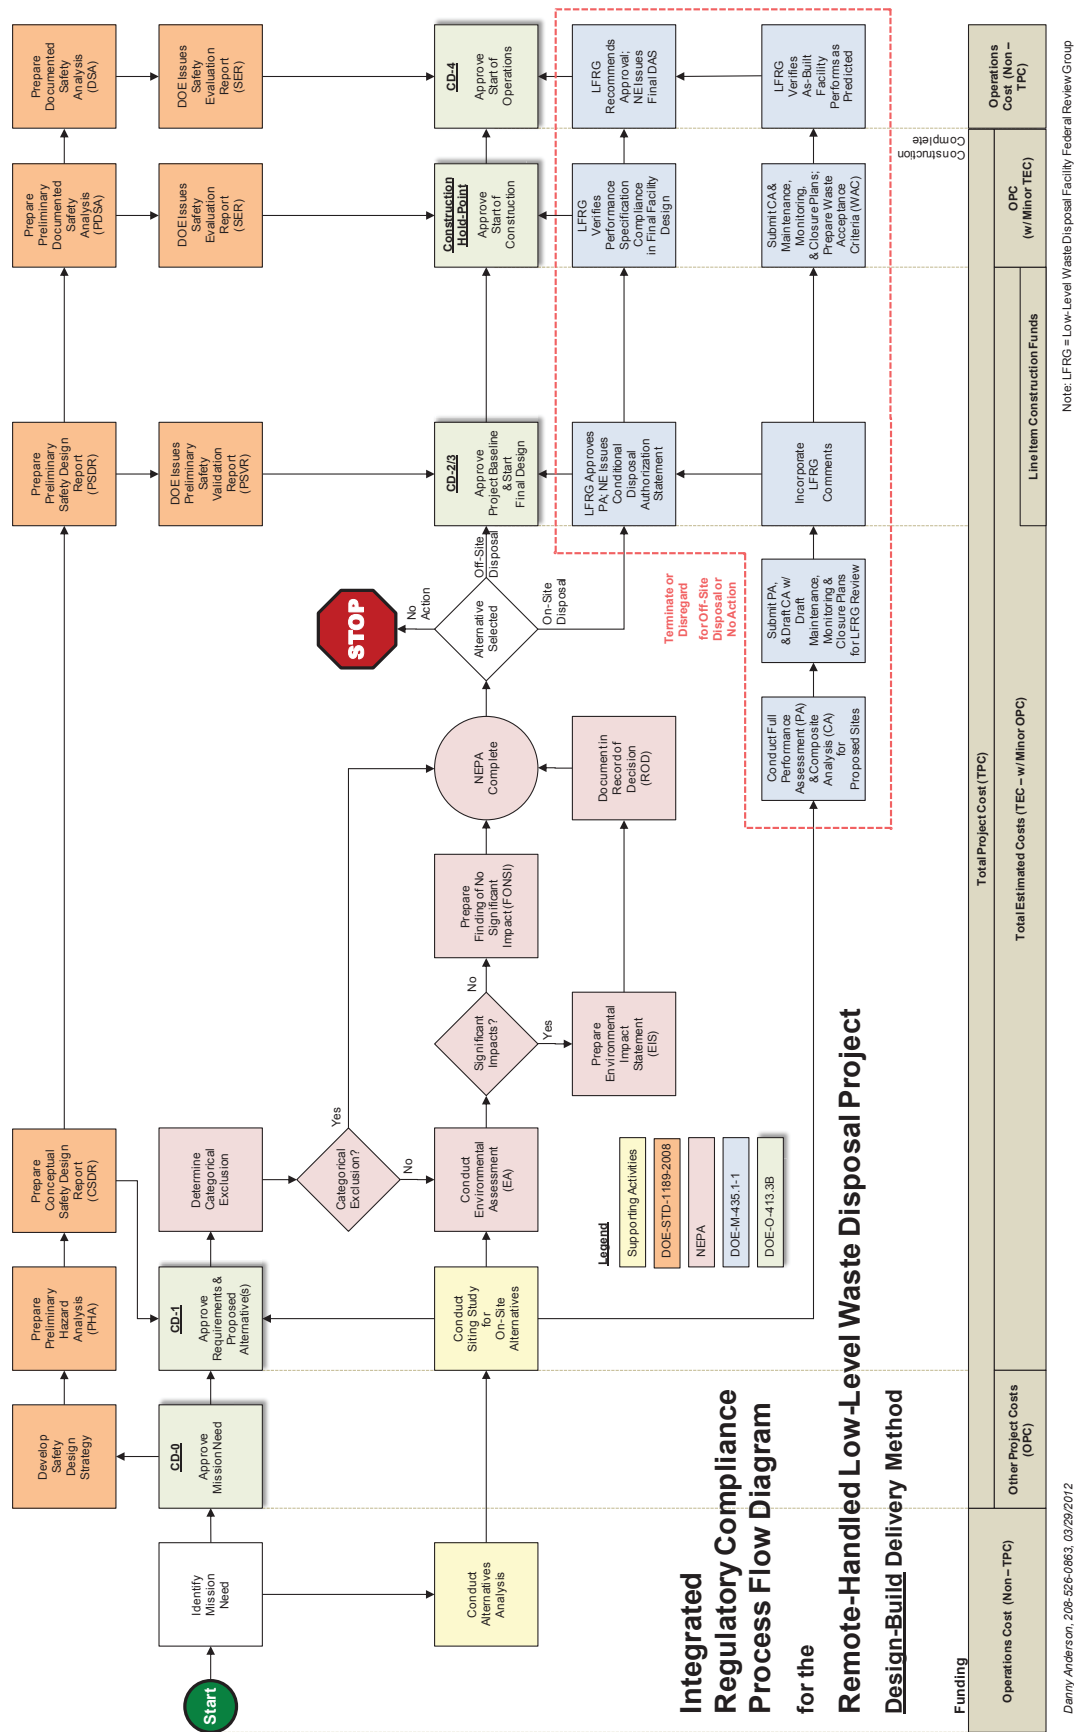 Start
Identify
Mission
Need
Conduct
Alternatives
Analysis
Develop
Safety
Design
Strategy
CD-0
Approve
Mission Need
Prepare
Preliminary
Hazard
Analysis
(PHA)
CD-1
Approve
Requirements &
Proposed
Alternative(s)
Conduct
Siting Study
for
On-Site
Alternatives
Prepare
Conceptual
Safety Design
Report
(CSDR)
Determine
Categorical
Exclusion
Categorical
Exclusion?
Yes
No
Conduct
Environmental
Assessment
(EA)
Significant
Impacts?
No
Yes
Prepare
Environmental
Impact
Statement
(EIS)
Prepare
Finding of No
Significant
Impact (FONSI)
NEPA
Complete
Document in
Record of
Decision
(ROD)
Alternative
Selected
No
Action
STOP
Off-Site
Disposal
On-Site
Disposal
Terminate or
Disregard
for Off-Site
Disposal or
No Action
Conduct Full
Performance
Assessment (PA)
& Composite
Analysis (CA)
for
Proposed Sites
Submit PA,
& Draft CA w/
Draft
Maintenance,
Monitoring &
Closure Plans
for LFRG Review
Prepare
Preliminary
Safety Design
Report
(PSDR)
DOE Issues
Preliminary
Safety
Validation
Report
(PSVR)
CD-2/3
Approve
Project Baseline
& Start
Final Design
LFRG Approves
PA; NE Issues
Conditional
Disposal
Authorization
Statement
Incorporate
LFRG
Comments
Prepare
Preliminary
Documented
Safety
Analysis
(PDSA)
DOE Issues
Safety
Evaluation
Report
(SER)
Construction
Hold-Point
Approve
Start of
Construction
LFRG
Verifies
Performance
Specification
Compliance
in Final Facility
Design
Submit CA &
Maintenance,
Monitoring,
& Closure Plans;
Prepare Waste
Acceptance
Criteria (WAC)
Prepare
Documented
Safety
Analysis
(DSA)
DOE Issues
Safety
Evaluation
Report
(SER)
CD-4
Approve
Start of
Operations
LFRG
Recommends
Approval;
NE Issues
Final DAS
LFRG
Verifies
As-Built
Facility
Performs as
Predicted
Construction
Complete
Legend
Supporting Activities
DOE-STD-1189-2008
NEPA
DOE-M-435.1-1
DOE-O-413.3B
Integrated
Regulatory Compliance
Process Flow Diagram
for the
Remote-Handled Low-Level Waste Disposal Project
Design-Build Delivery Method
Funding
Operations Cost (Non – TPC)
Total Project Cost (TPC)
Operations
Cost (Non –
TPC)
Other Project Costs
(OPC)
Total Estimated Costs (TEC – w/ Minor OPC)
OPC
(w/ Minor TEC)
Line Item Construction Funds
Danny Anderson, 208-526-0863, 03/29/2012
Note: LFRG = Low-Level Waste Disposal Facility Federal Review Group